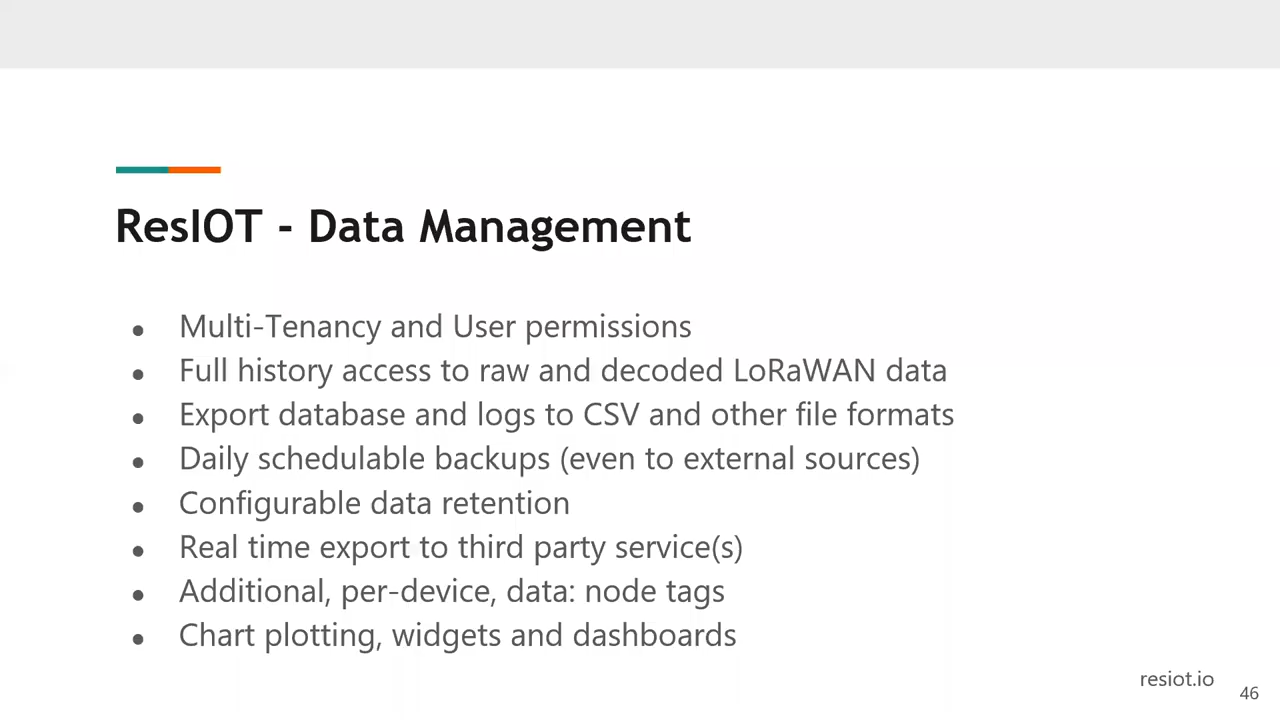 ResIOT - Data Management
● Multi-Tenancy and User permissions
● Full history access to raw and decoded LoRaWAN data
● Export database and logs to CSV and other file formats
● Daily schedulable backups (even to external sources)
● Configurable data retention
● Real time export to third party service(s)
● Additional, per-device, data: node tags
● Chart plotting, widgets and dashboards
resiot.io
46